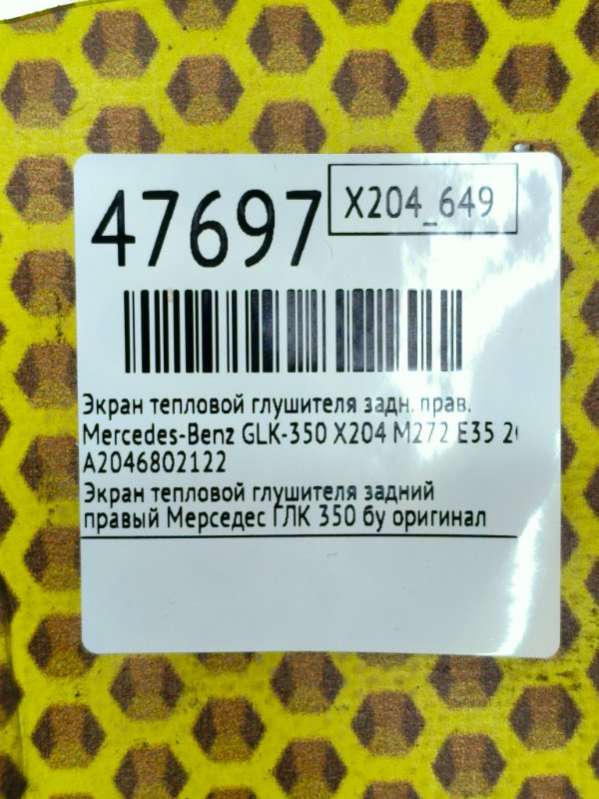 47697
X204_649
Экран тепловой глушителя задн. прав.
Mercedes-Benz GLK-350 X204 M272 E35
A2046802122
Экран тепловой глушителя задний
правый Мерседес ГЛК 350 бу оригинал